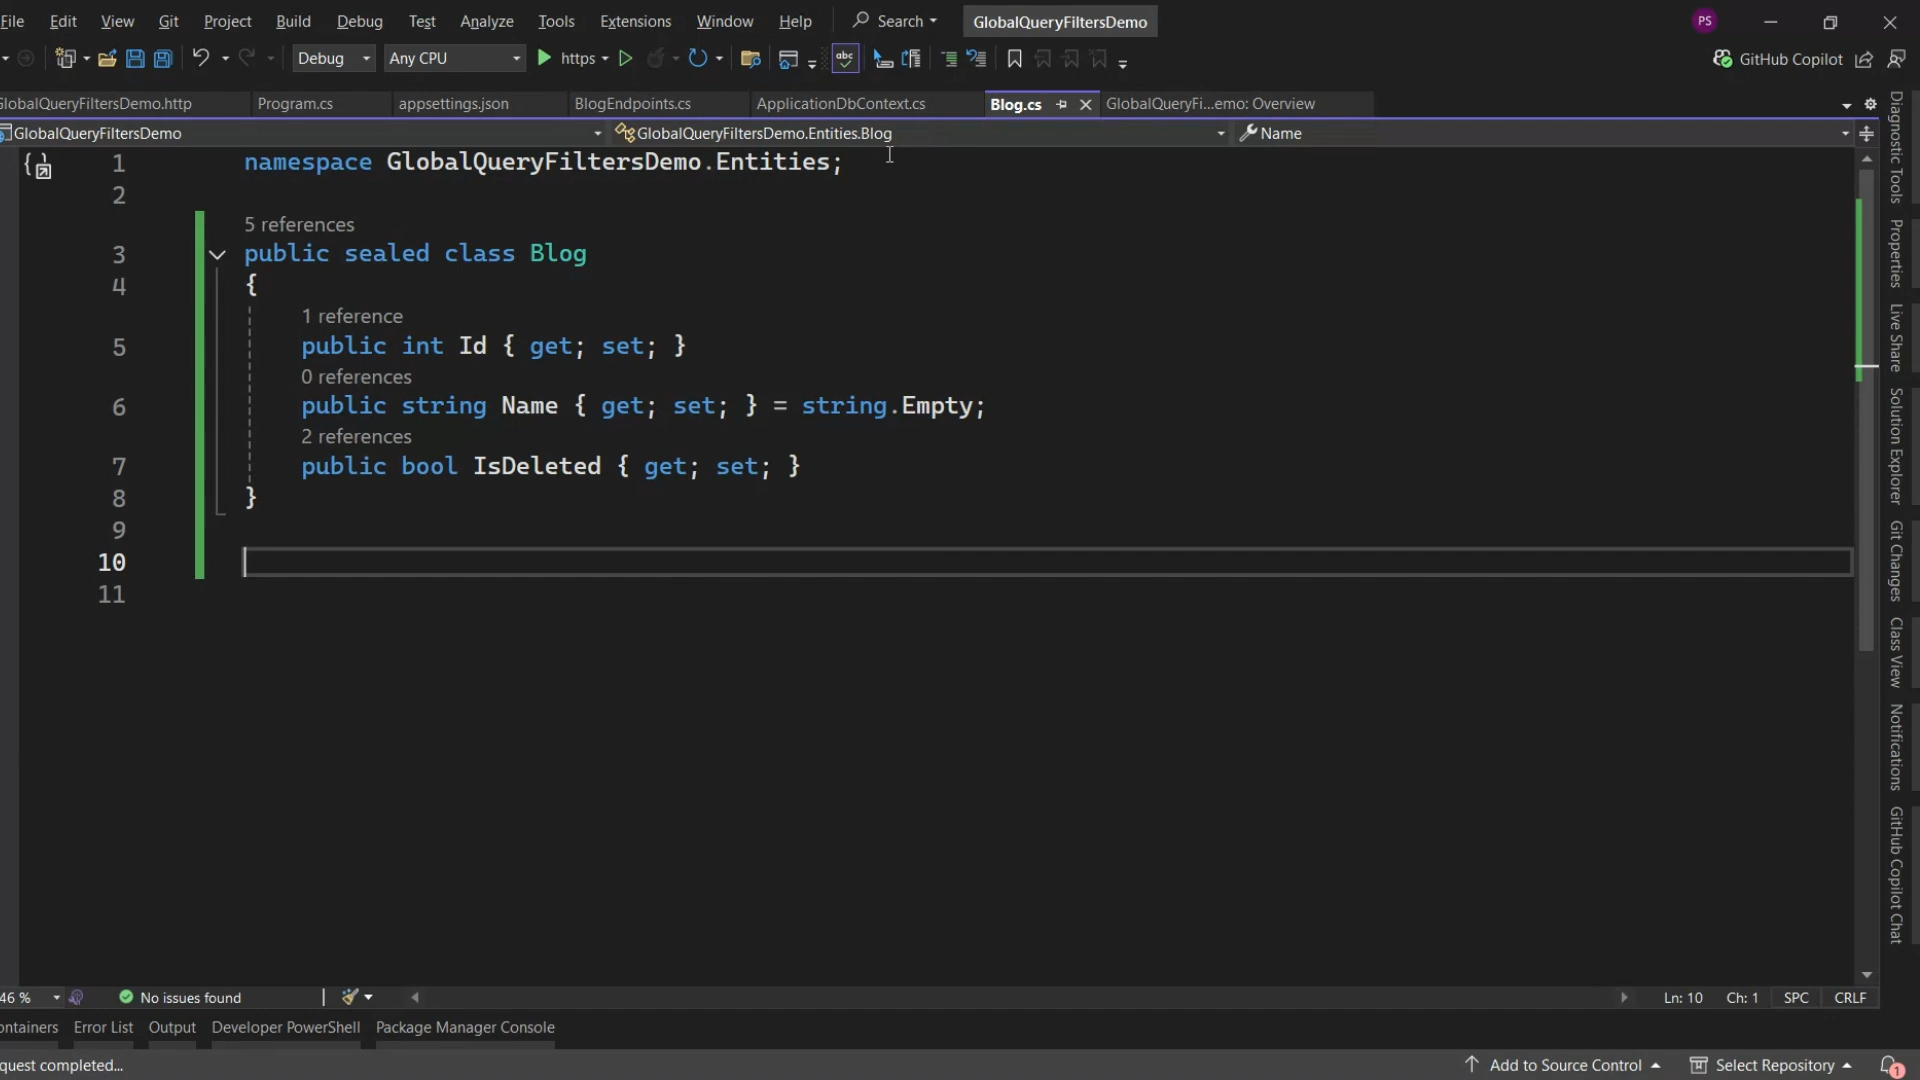 File Edit View Git Project Build Debug Test Analyze Tools Extensions Window Help Search GlobalQueryFiltersDemo PS
Debug Any CPU https abc GitHub Copilot
GlobalQueryFiltersDemo.http Program.cs appsettings.json BlogEndpoints.cs ApplicationDbContext.cs Blog.cs GlobalQueryFi...emo: Overview
GlobalQueryFiltersDemo GlobalQueryFiltersDemo.Entities.Blog Name
1 namespace GlobalQueryFiltersDemo.Entities;
2
5 references
3 public sealed class Blog
4 {
1 reference
5 public int Id { get; set; }
0 references
6 public string Name { get; set; } = string.Empty;
2 references
7 public bool IsDeleted { get; set; }
8 }
9
10
11
Diagnostic Tools
Properties
Live Share
Solution Explorer
Git Changes
Class View
Notifications
GitHub Copilot Chat
46 % No issues found Ln: 10 Ch: 1 SPC CRLF
ontainers Error List Output Developer PowerShell Package Manager Console
quest completed... Add to Source Control Select Repository 1